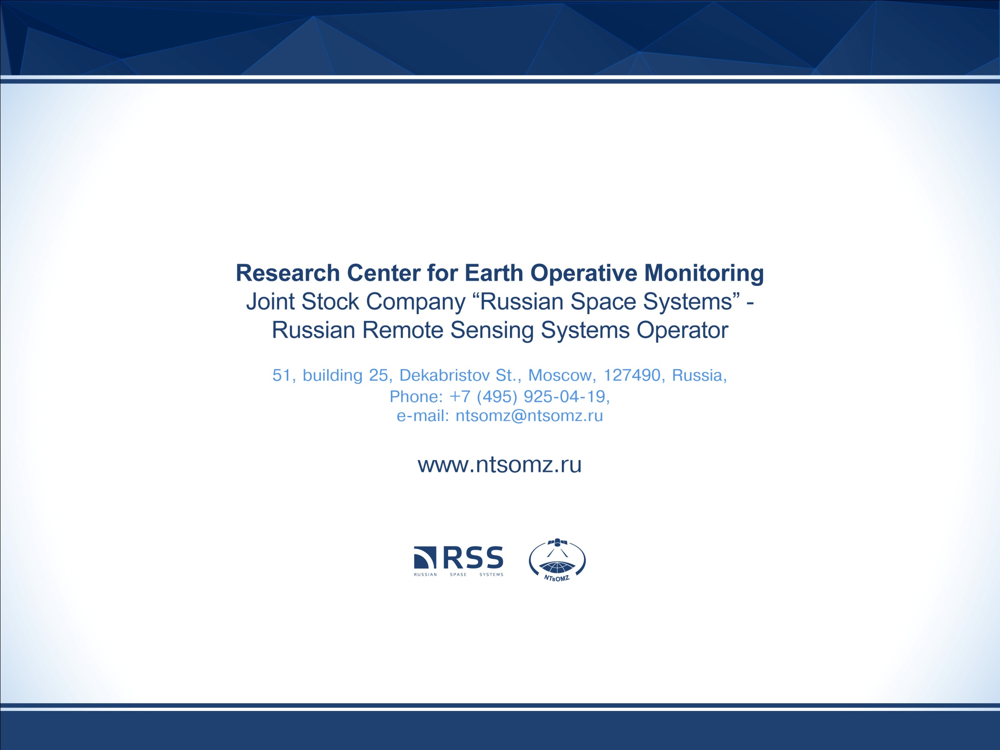 Research Center for Earth Operative Monitoring
Joint Stock Company “Russian Space Systems” -
Russian Remote Sensing Systems Operator
51, building 25, Dekabristov St., Moscow, 127490, Russia,
Phone: +7 (495) 925-04-19,
e-mail: ntsomz@ntsomz.ru
www.ntsomz.ru
RSS
RUSSIAN SPASE SYSTEMS
NTsOMZ